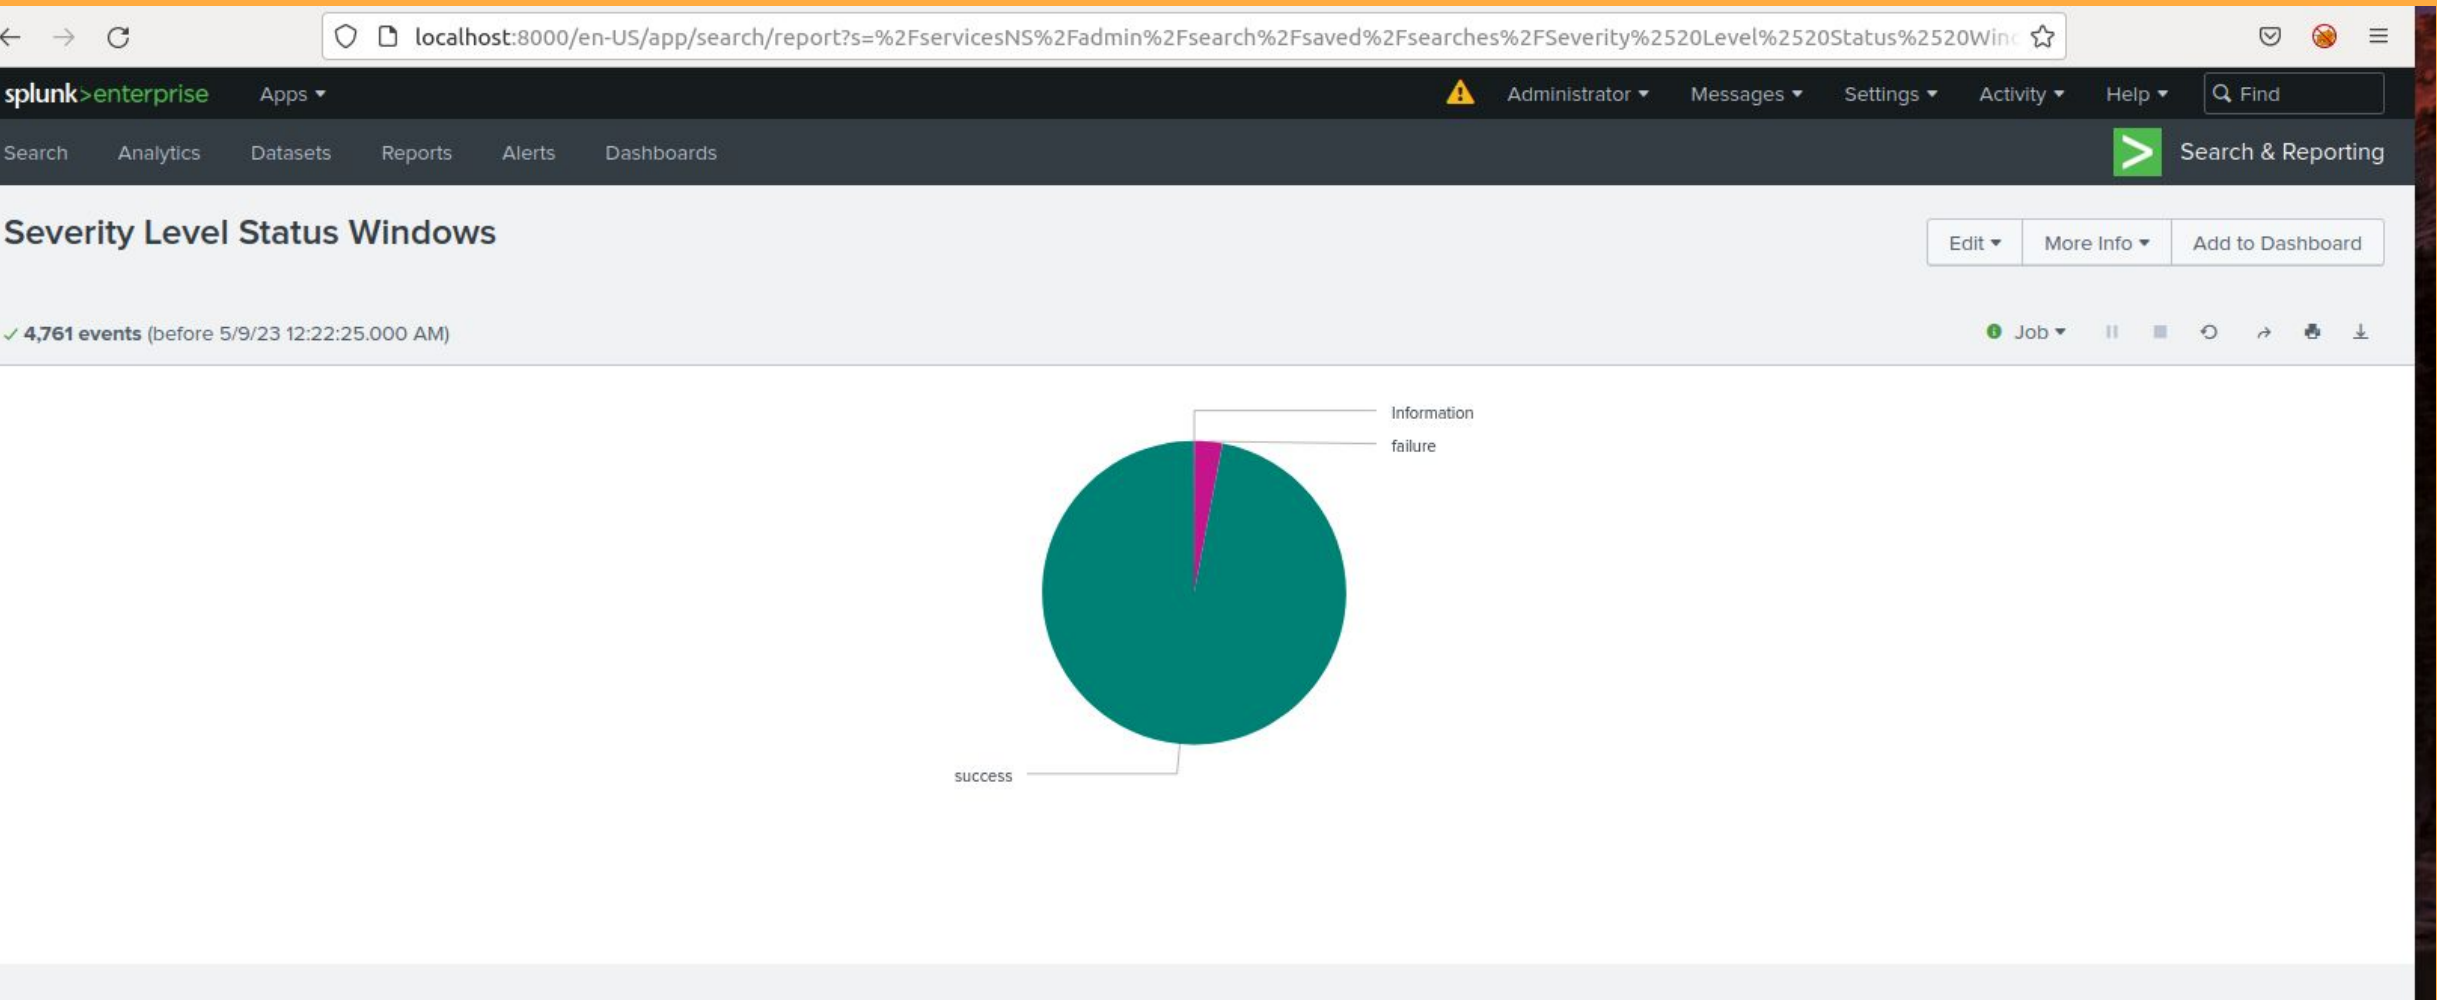 localhost:8000/en-US/app/search/report?s=%2FservicesNS%2Fadmin%2Fsearch%2Fsaved%2Fsearches%2FSeverity%2520Level%2520Status%2520Winc
splunk>enterprise Apps Administrator Messages Settings Activity Help Find
Search Analytics Datasets Reports Alerts Dashboards Search & Reporting
Severity Level Status Windows Edit More Info Add to Dashboard
4,761 events (before 5/9/23 12:22:25.000 AM) Job
Information
failure
success